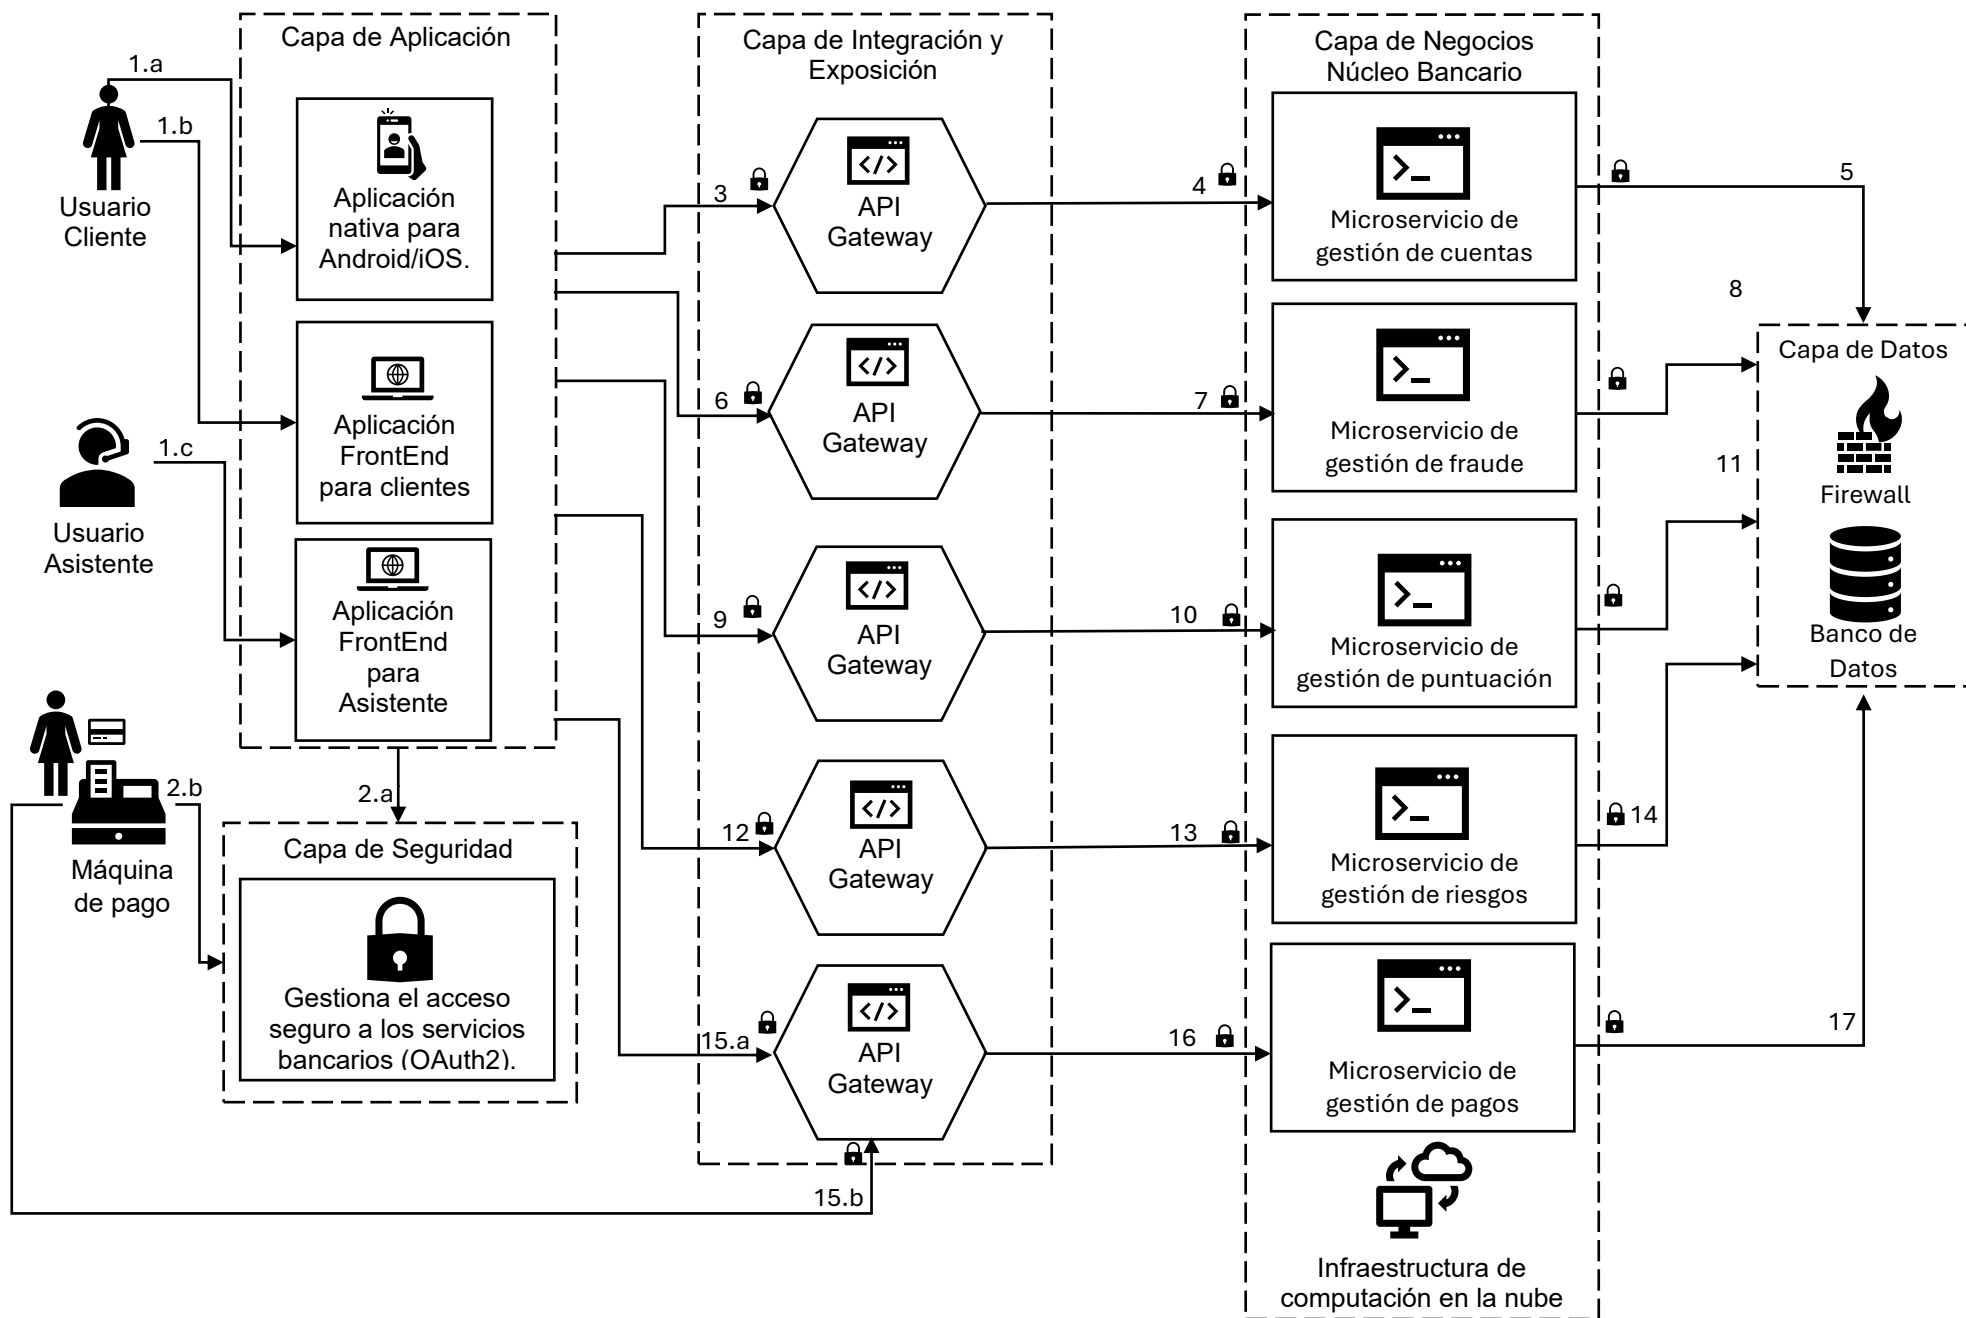 Capa de Aplicación
Capa de Integración y
Exposición
Capa de Negocios
Núcleo Bancario
1.a
1.b
Usuario
Cliente
Aplicación
nativa para
Android/iOS.
3
API
Gateway
4
Microservicio de
gestión de cuentas
5
8
Aplicación
FrontEnd
para clientes
6
API
Gateway
7
Microservicio de
gestión de fraude
Capa de Datos
11
Firewall
Banco de
Datos
1.c
Usuario
Asistente
Aplicación
FrontEnd
para
Asistente
9
API
Gateway
10
Microservicio de
gestión de puntuación
2.b
2.a
Máquina
de pago
12
API
Gateway
13
Microservicio de
gestión de riesgos
14
Capa de Seguridad
Gestiona el acceso
seguro a los servicios
bancarios (OAuth2).
15.a
API
Gateway
16
Microservicio de
gestión de pagos
17
15.b
Infraestructura de
computación en la nube